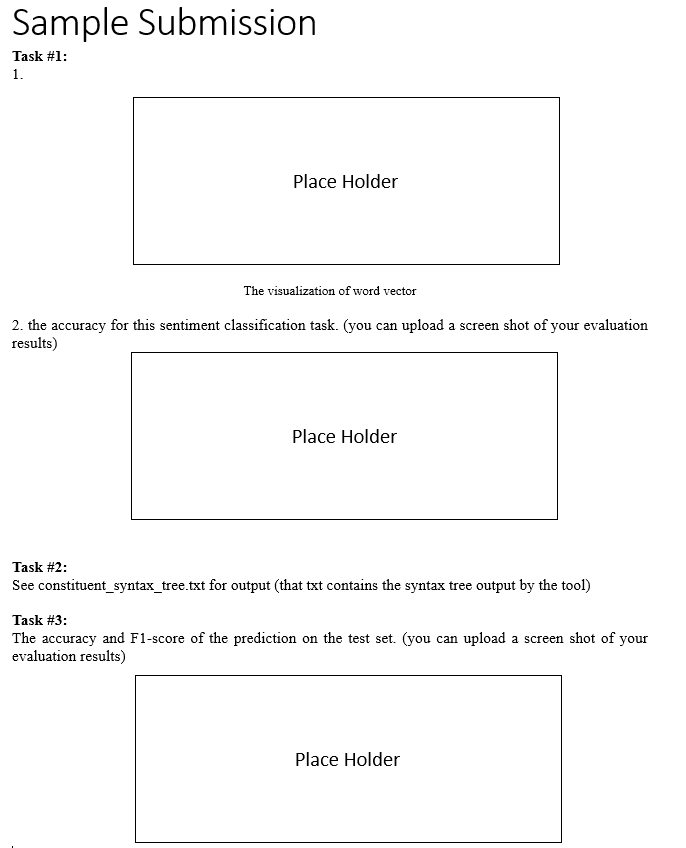 Sample Submission
Task #1:
1.
Place Holder
The visualization of word vector
2. the accuracy for this sentiment classification task. (you can upload a screen shot of your evaluation
results)
Place Holder
Task #2:
See constituent_syntax_tree.txt for output (that txt contains the syntax tree output by the tool)
Task #3:
The accuracy and F1-score of the prediction on the test set. (you can upload a screen shot of your
evaluation results)
Place Holder